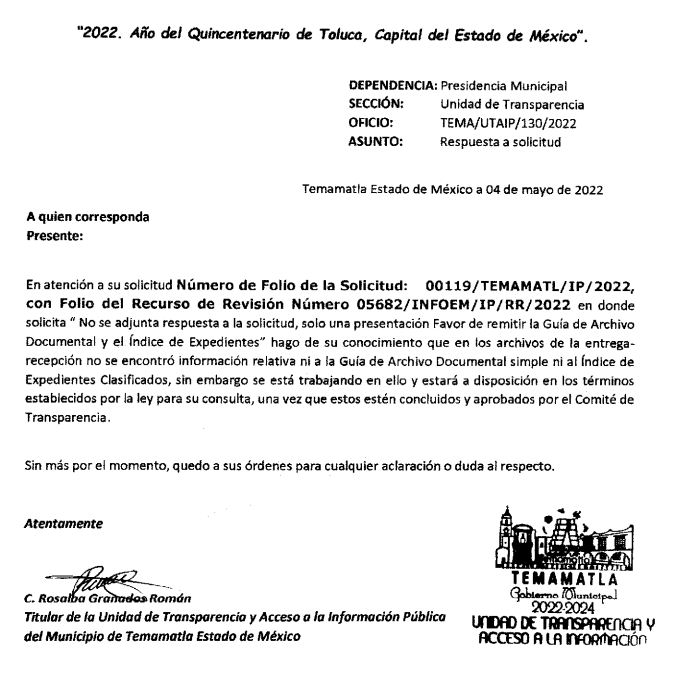 "2022. Año del Quincentenario de Toluca, Capital del Estado de México".
DEPENDENCIA: Presidencia Municipal
SECCIÓN: Unidad de Transparencia
OFICIO: TEMA/UTAIP/130/2022
ASUNTO: Respuesta a solicitud
Temamatla Estado de México a 04 de mayo de 2022
A quien corresponda
Presente:
En atención a su solicitud Número de Folio de la Solicitud: 00119/TEMAMATL/IP/2022,
con Folio del Recurso de Revisión Número 05682/INFOEM/IP/RR/2022 en donde
solicita " No se adjunta respuesta a la solicitud, solo una presentación Favor de remitir la Guía de Archivo
Documental y el Índice de Expedientes" hago de su conocimiento que en los archivos de la entrega-
recepción no se encontró información relativa ni a la Guía de Archivo Documental simple ni al Índice de
Expedientes Clasificados, sin embargo se está trabajando en ello y estará a disposición en los términos
establecidos por la ley para su consulta, una vez que estos estén concluidos y aprobados por el Comité de
Transparencia.
Sin más por el momento, quedo a sus órdenes para cualquier aclaración o duda al respecto.
Atentamente
C. Rosalba Granados Román
Titular de la Unidad de Transparencia y Acceso a la Información Pública
del Municipio de Temamatla Estado de México
TEMAMATLA
Gobierno Municipal
2022-2024
UNIDAD DE TRANSPARENCIA Y
ACCESO A LA INFORMACIÓN